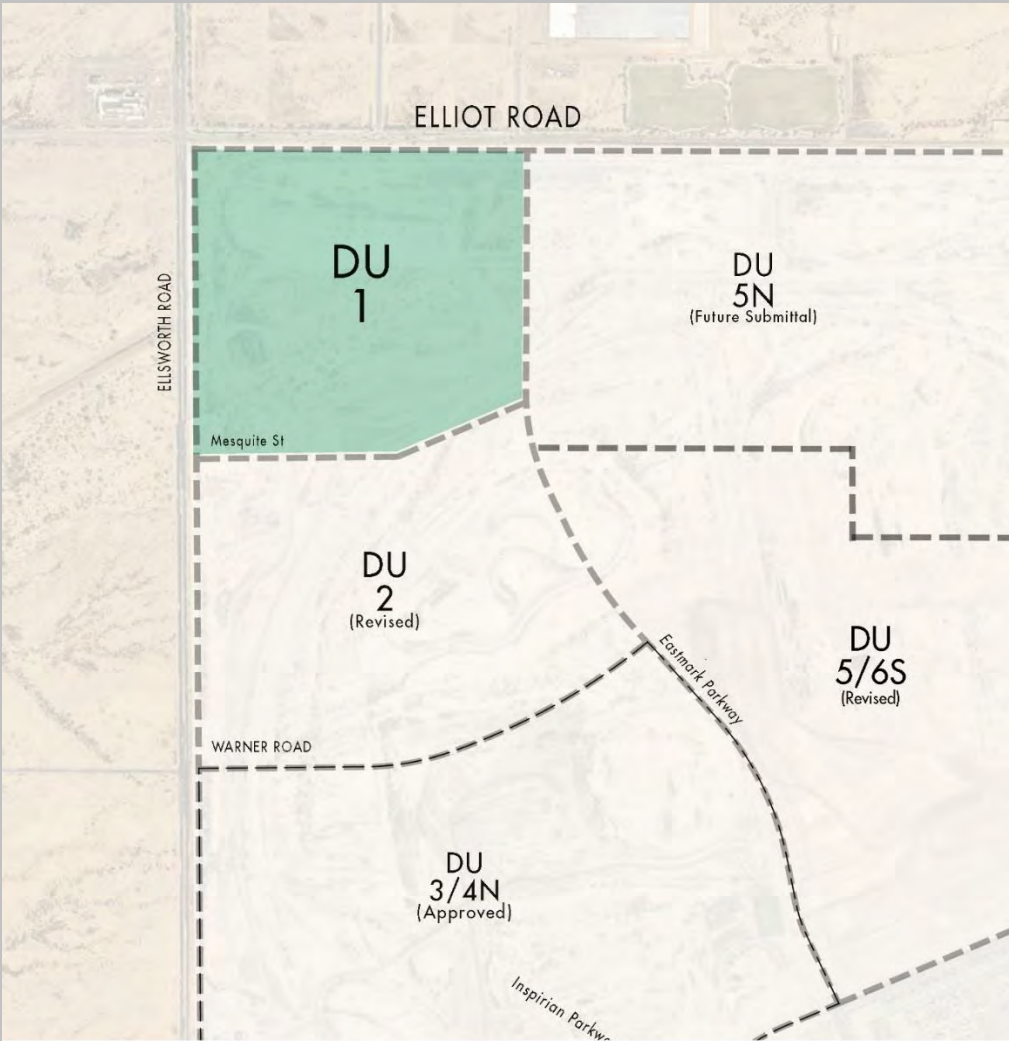 ELLIOT ROAD
DU
1
DU
5N
(Future Submittal)
ELLSWORTH ROAD
Mesquite St
DU
2
(Revised)
DU
5/6S
(Revised)
Eastmark Parkway
WARNER ROAD
DU
3/4N
(Approved)
Inspirian